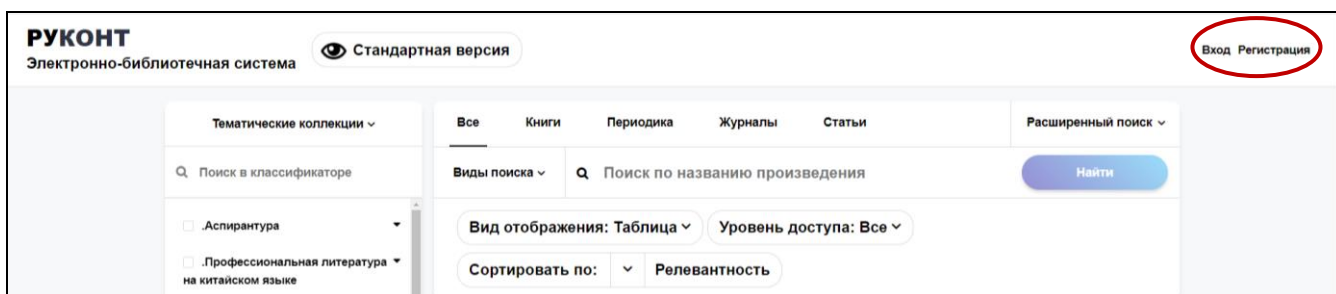 РУКОНТ
Электронно-библиотечная система
Стандартная версия
Вход Регистрация
Тематические коллекции
Все Книги Периодика Журналы Статьи
Расширенный поиск
Поиск в классификаторе
Виды поиска
Поиск по названию произведения
Найти
.Аспирантура
.Профессиональная литература
на китайском языке
Вид отображения: Таблица
Уровень доступа: Все
Сортировать по:
Релевантность